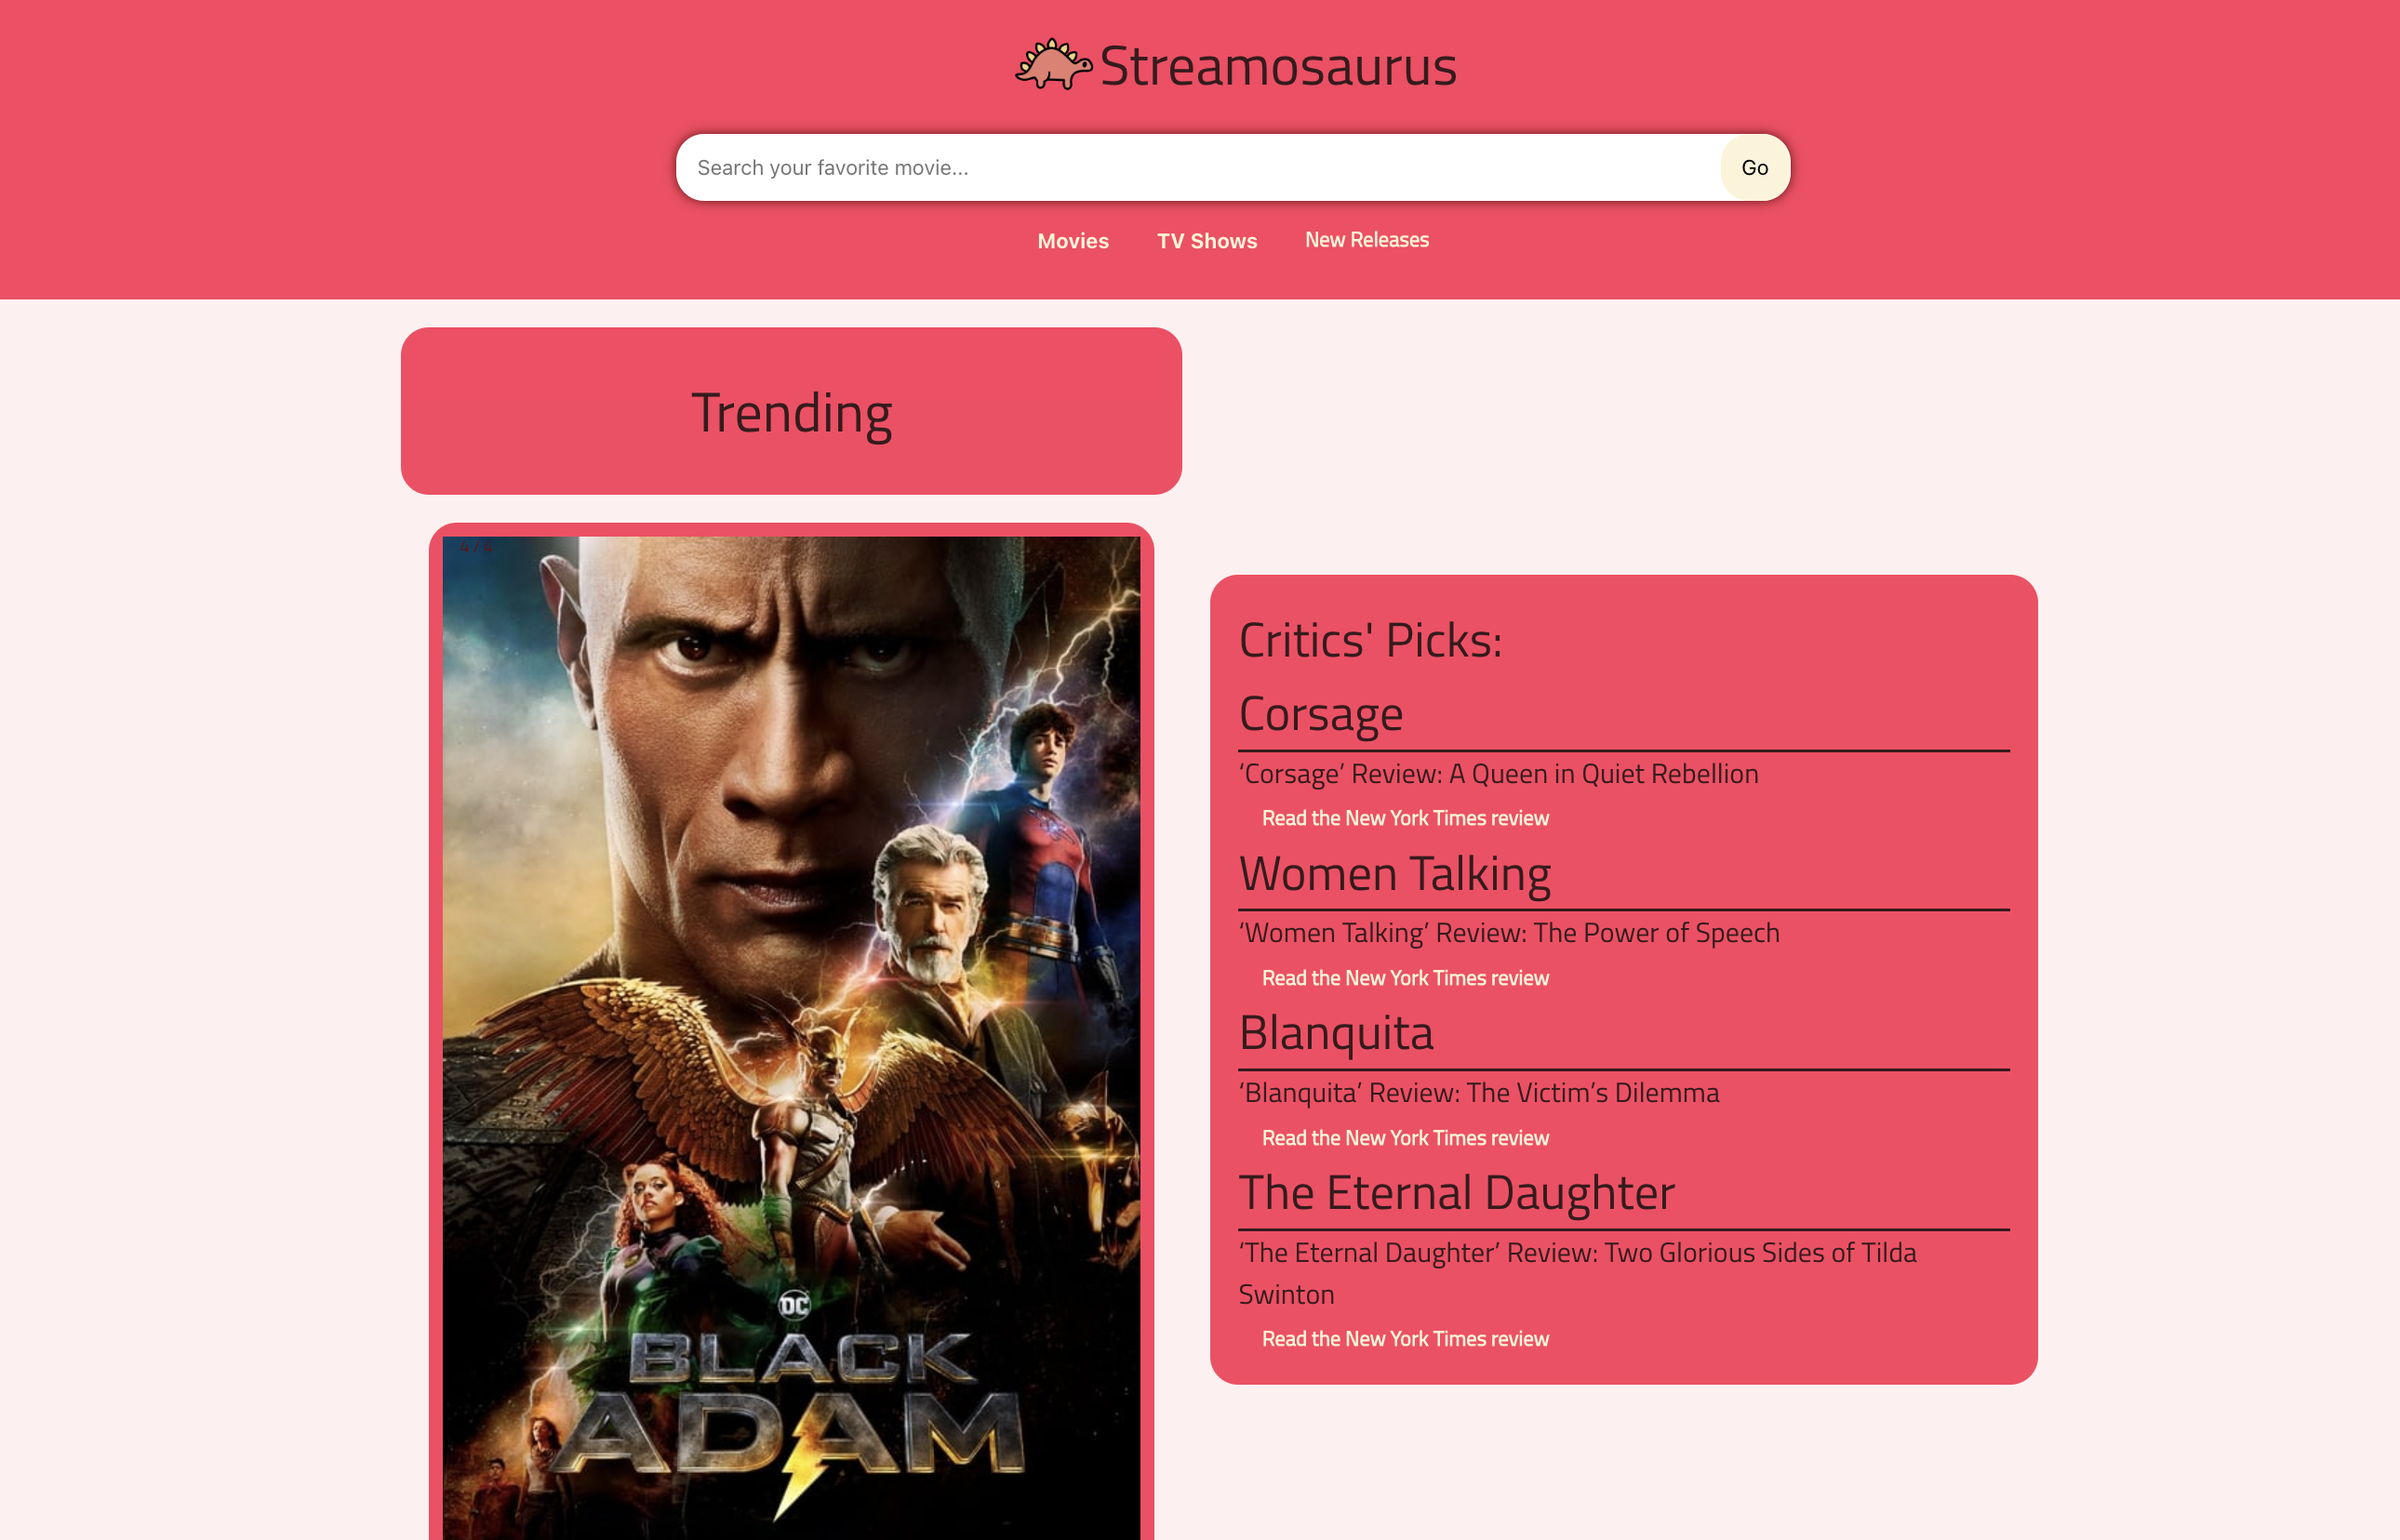 Streamosaurus
Search your favorite movie...
Go
Movies
TV Shows
New Releases
Trending
4 / 4
DC
BLACK
ADAM
Critics' Picks:
Corsage
‘Corsage’ Review: A Queen in Quiet Rebellion
Read the New York Times review
Women Talking
‘Women Talking’ Review: The Power of Speech
Read the New York Times review
Blanquita
‘Blanquita’ Review: The Victim’s Dilemma
Read the New York Times review
The Eternal Daughter
‘The Eternal Daughter’ Review: Two Glorious Sides of Tilda
Swinton
Read the New York Times review